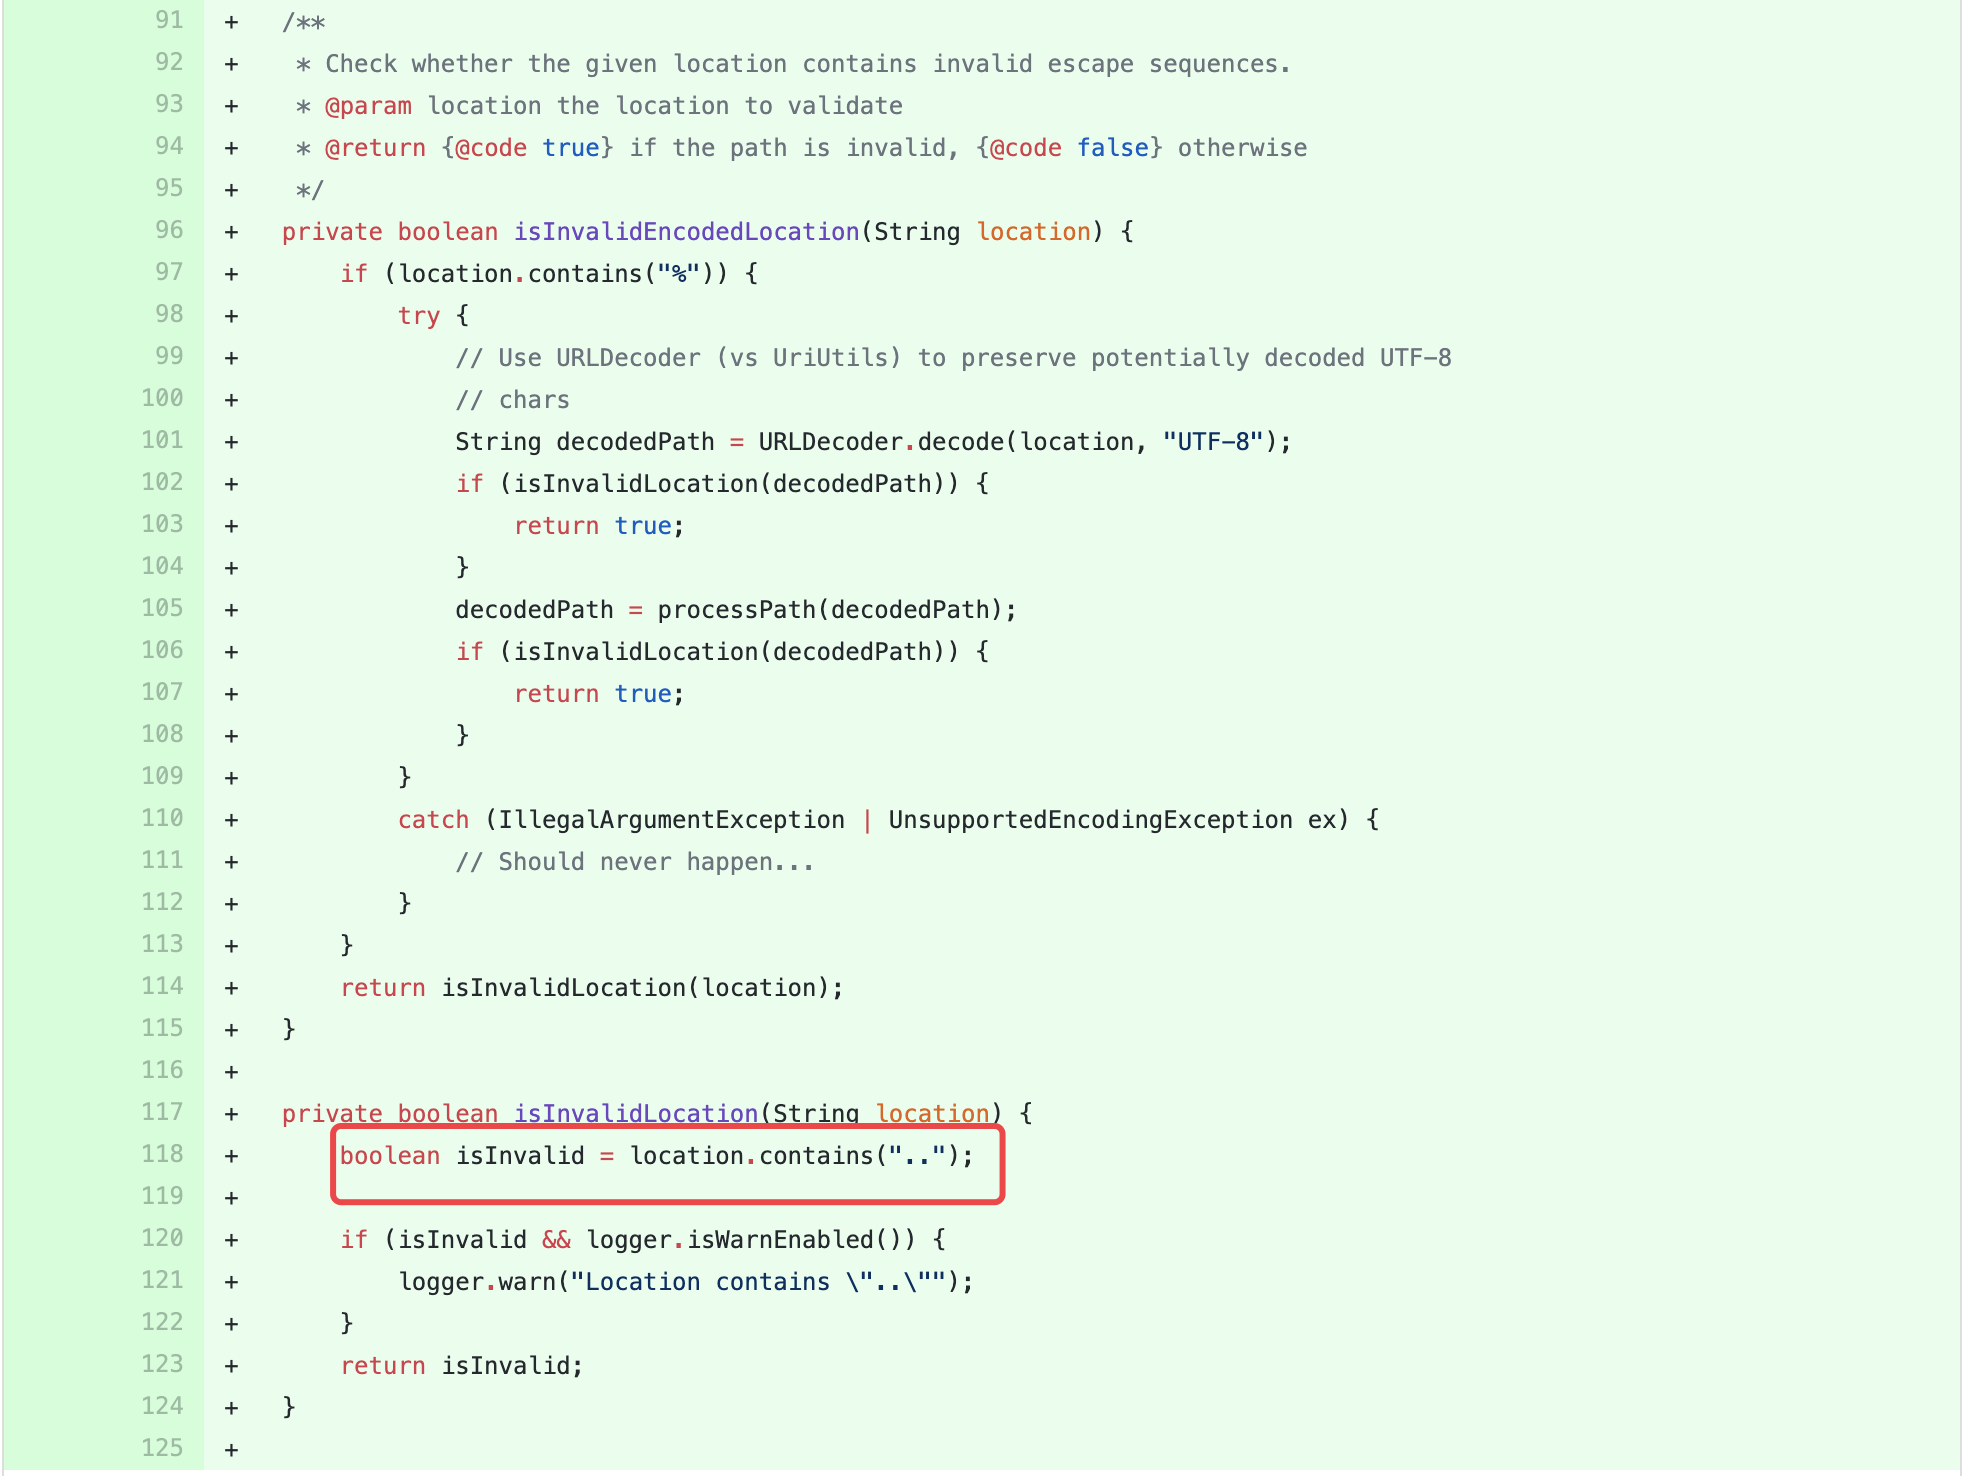 91 + /**
92 + * Check whether the given location contains invalid escape sequences.
93 + * @param location the location to validate
94 + * @return {@code true} if the path is invalid, {@code false} otherwise
95 + */
96 + private boolean isInvalidEncodedLocation(String location) {
97 + if (location.contains("%")) {
98 + try {
99 + // Use URLDecoder (vs UriUtils) to preserve potentially decoded UTF-8
100 + // chars
101 + String decodedPath = URLDecoder.decode(location, "UTF-8");
102 + if (isInvalidLocation(decodedPath)) {
103 + return true;
104 + }
105 + decodedPath = processPath(decodedPath);
106 + if (isInvalidLocation(decodedPath)) {
107 + return true;
108 + }
109 + }
110 + catch (IllegalArgumentException | UnsupportedEncodingException ex) {
111 + // Should never happen...
112 + }
113 + }
114 + return isInvalidLocation(location);
115 + }
116 +
117 + private boolean isInvalidLocation(String location) {
118 + boolean isInvalid = location.contains("..");
119 +
120 + if (isInvalid && logger.isWarnEnabled()) {
121 + logger.warn("Location contains \"..\"");
122 + }
123 + return isInvalid;
124 + }
125 +